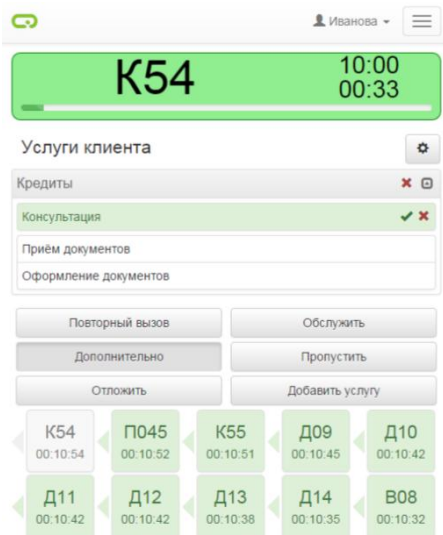 Иванова
К54 10:00
00:33
Услуги клиента
Кредиты
Консультация
Приём документов
Оформление документов
Повторный вызов Обслужить
Дополнительно Пропустить
Отложить Добавить услугу
К54 П045 К55 Д09 Д10
00:10:54 00:10:52 00:10:51 00:10:45 00:10:42
Д11 Д12 Д13 Д14 В08
00:10:42 00:10:42 00:10:38 00:10:35 00:10:32